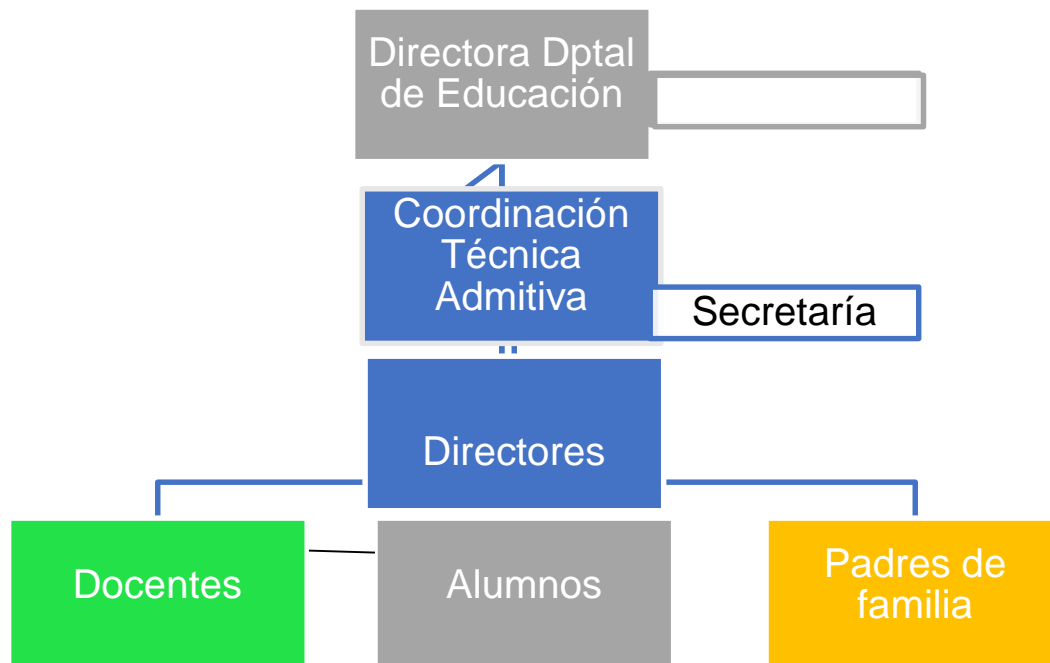 Directora Dptal
de Educación
Coordinación
Técnica
Admitiva
Secretaría
Directores
Docentes
Alumnos
Padres de
familia